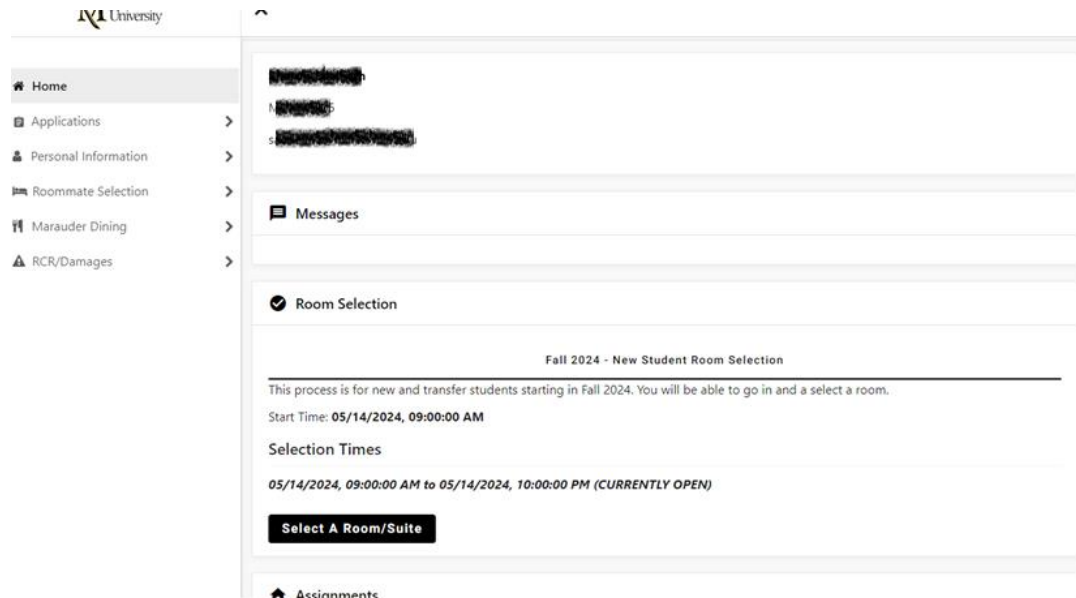 University
Home
Applications
Personal Information
Roommate Selection
Marauder Dining
RCR/Damages
Messages
Room Selection
Fall 2024 - New Student Room Selection
This process is for new and transfer students starting in Fall 2024. You will be able to go in and a select a room.
Start Time: 05/14/2024, 09:00:00 AM
Selection Times
05/14/2024, 09:00:00 AM to 05/14/2024, 10:00:00 PM (CURRENTLY OPEN)
Select A Room/Suite
Assignments